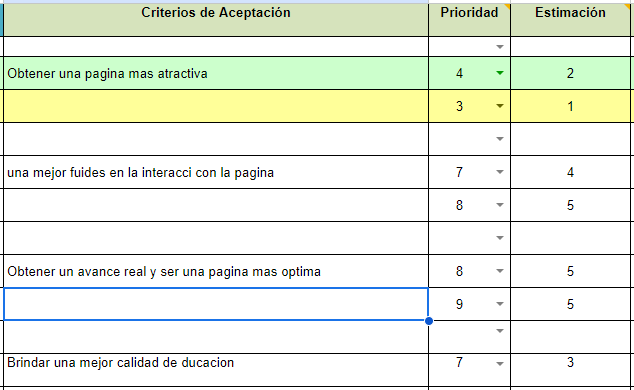 Criterios de Aceptación Prioridad Estimación
Obtener una pagina mas atractiva 4 2
3 1
una mejor fuides en la interacci con la pagina 7 4
8 5
Obtener un avance real y ser una pagina mas optima 8 5
9 5
Brindar una mejor calidad de ducacion 7 3